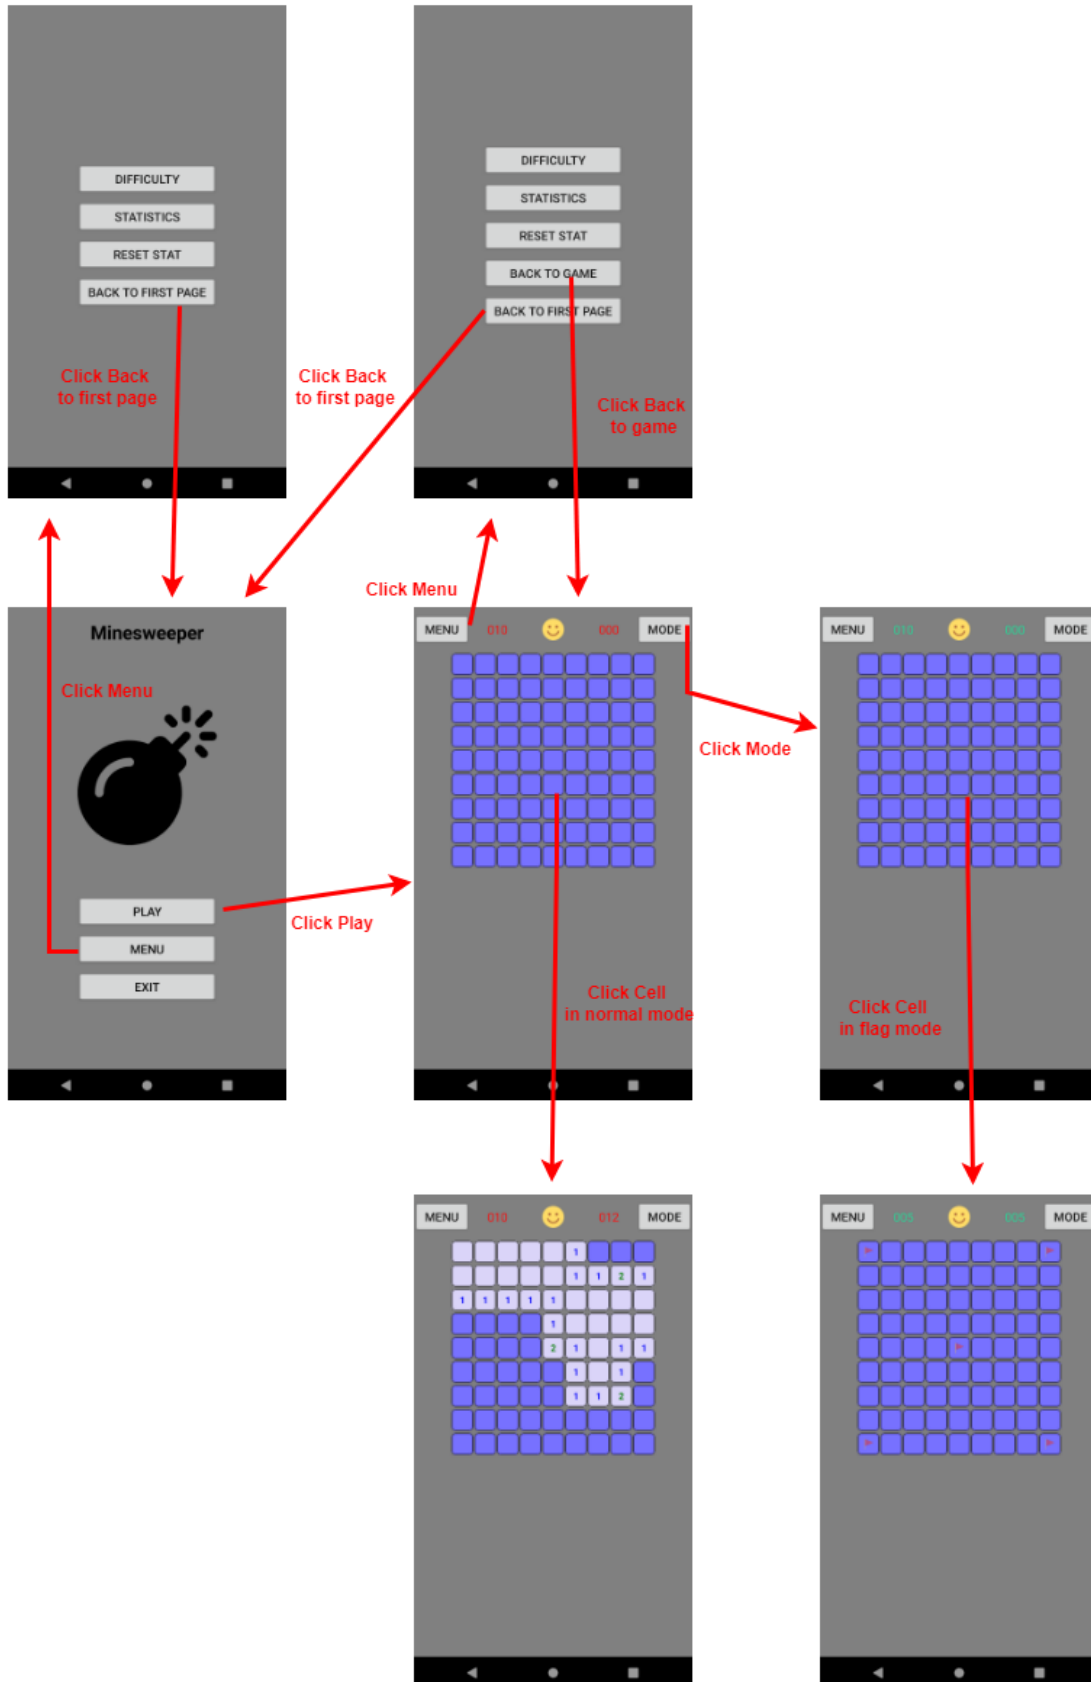 DIFFICULTY
STATISTICS
RESET STAT
BACK TO FIRST PAGE
Click Back
to first page
DIFFICULTY
STATISTICS
RESET STAT
BACK TO GAME
BACK TO FIRST PAGE
Click Back
to first page
Click Back
to game
Click Menu
Minesweeper
Click Menu
PLAY
MENU
EXIT
Click Play
MENU 010 000 MODE
Click Mode
Click Cell
in normal mode
MENU 010 000 MODE
Click Cell
in flag mode
MENU 010 012 MODE
1
1 1 2 1
1 1 1 1 1
1
2 1 1 1
1 1
1 1 2
MENU 005 005 MODE